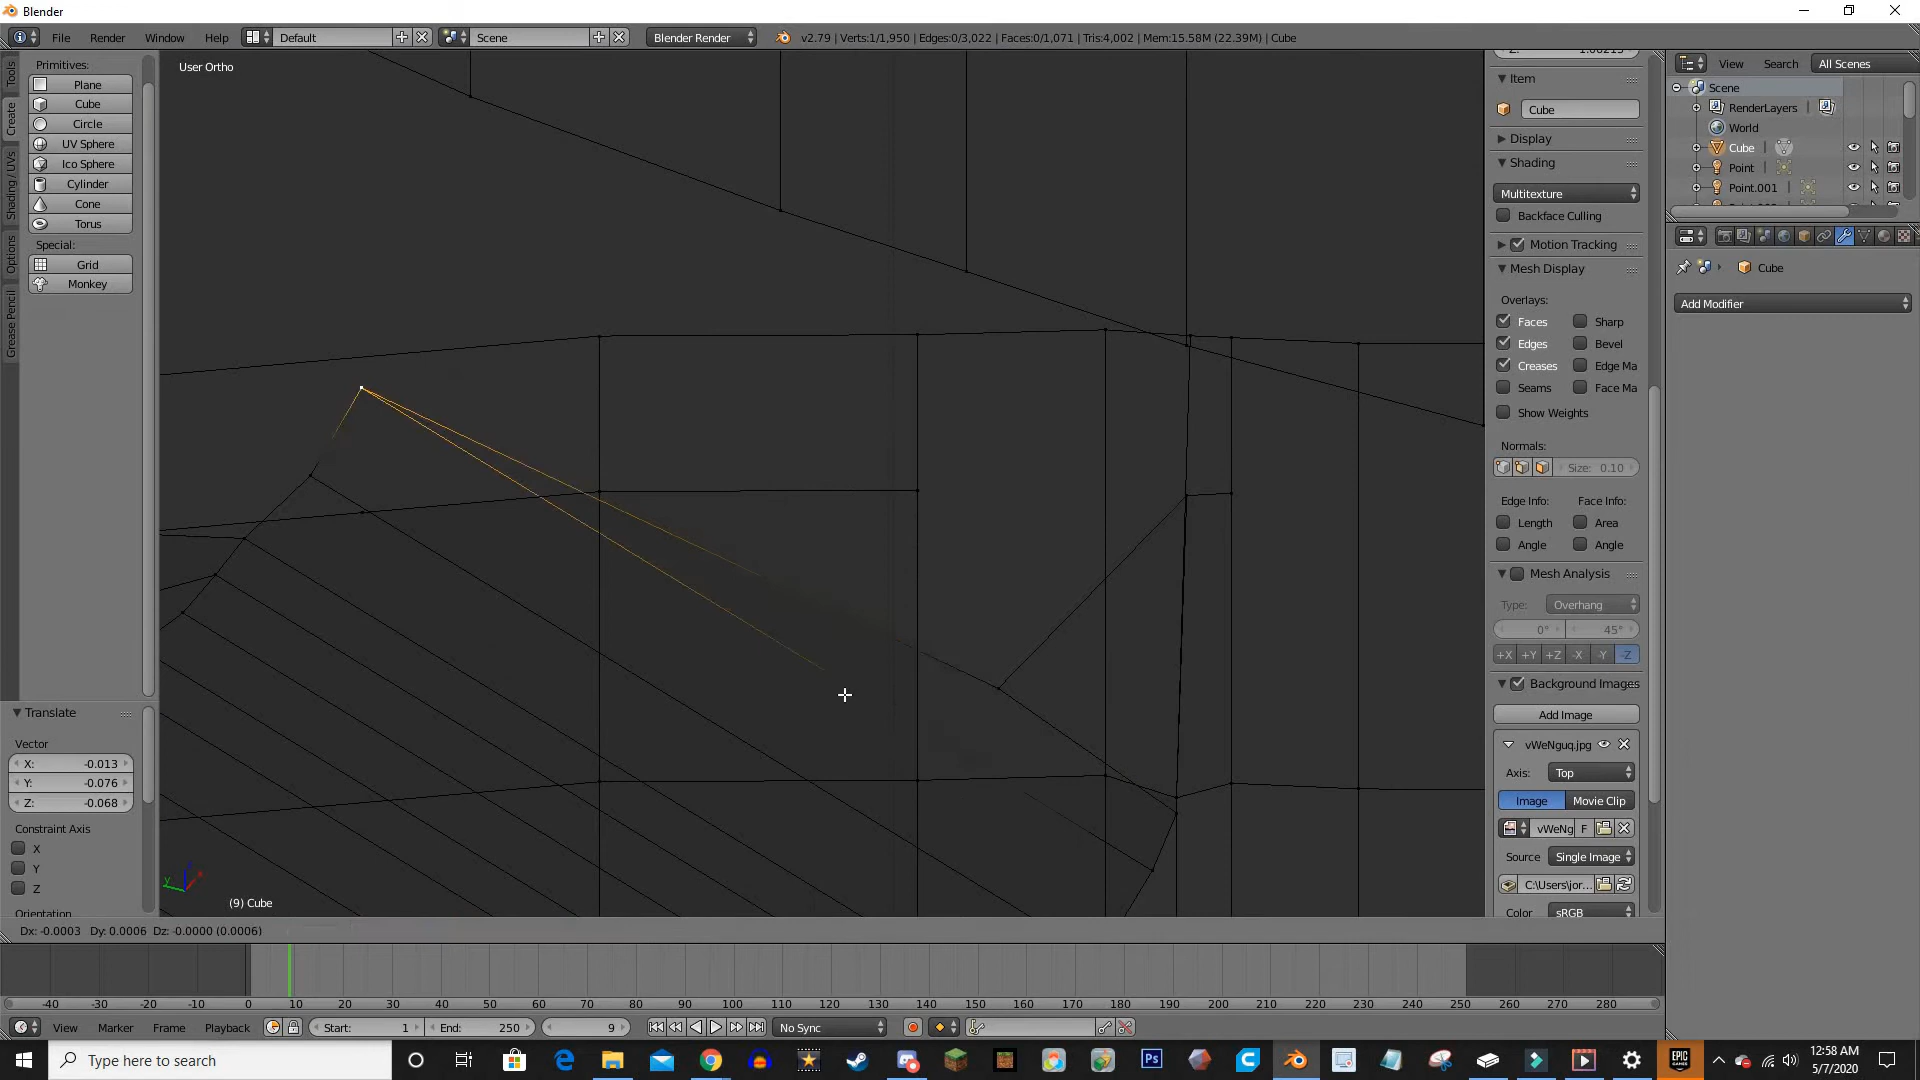 Blender
File Render Window Help Default Scene Blender Render v2.79 | Verts:1/1,950 | Edges:0/3,022 | Faces:0/1,071 | Tris:4,002 | Mem:15.58M (22.39M) | Cube
Tools
Create
Shading / UVs
Options
Grease Pencil
Primitives:
Plane
Cube
Circle
UV Sphere
Ico Sphere
Cylinder
Cone
Torus
Special:
Grid
Monkey
Translate
Vector
X: -0.013
Y: -0.076
Z: -0.068
Constraint Axis
X
Y
Z
Orientation
User Ortho
(9) Cube
Dx: -0.0003 Dy: 0.0006 Dz: -0.0000 (0.0006)
Item
Cube
Display
Shading
Multitexture
Backface Culling
Motion Tracking
Mesh Display
Overlays:
Faces Sharp
Edges Bevel
Creases Edge Ma
Seams Face Ma
Show Weights
Normals:
Size: 0.10
Edge Info: Face Info:
Length Area
Angle Angle
Mesh Analysis
Type: Overhang
0° 45°
+X +Y +Z -X -Y -Z
Background Images
Add Image
vWeNguq.jpg
Axis: Top
Image Movie Clip
vWeNg F
Source Single Image
C:\Users\jor...
Color sRGB
View Search All Scenes
Scene
RenderLayers
World
Cube
Point
Point.001
Cube
Add Modifier
-40 -30 -20 -10 0 10 20 30 40 50 60 70 80 90 100 110 120 130 140 150 160 170 180 190 200 210 220 230 240 250 260 270 280
View Marker Frame Playback Start: 1 End: 250 9 No Sync
Type here to search
Ps
EPIC GAMES
12:58 AM
5/7/2020